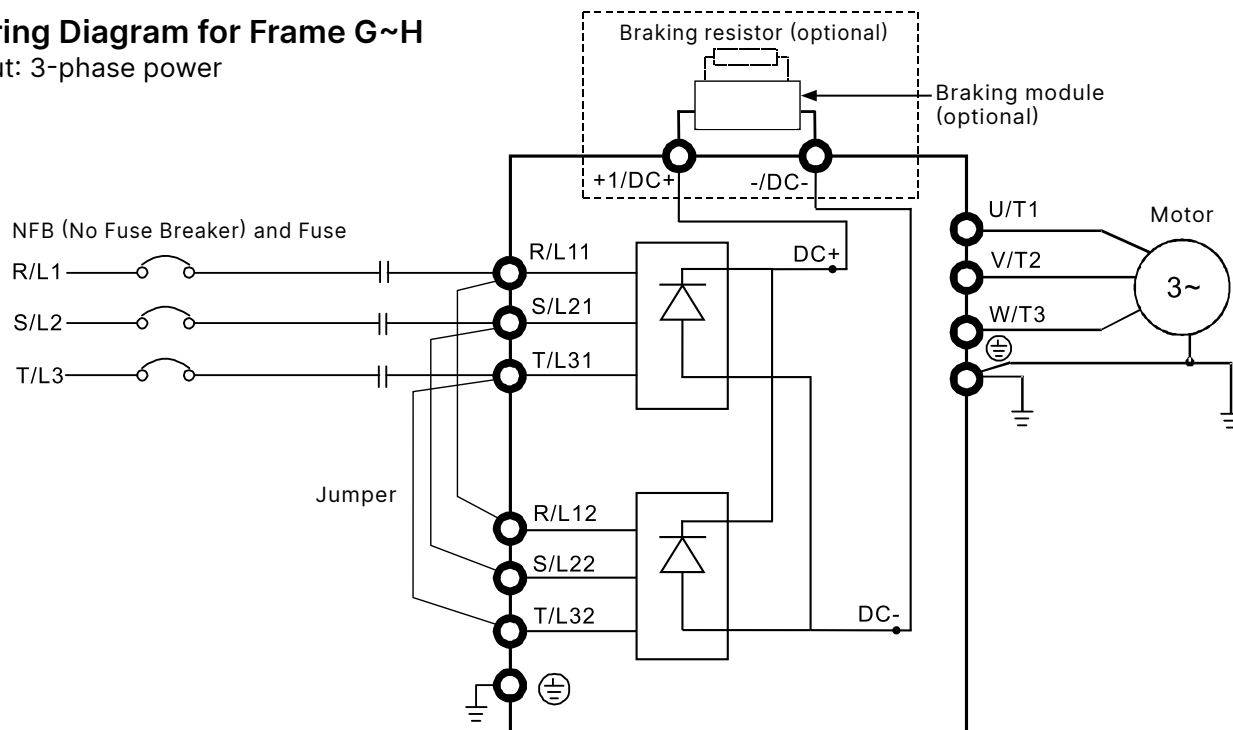 ring Diagram for Frame G~H
ut: 3-phase power
Braking resistor (optional)
Braking module
(optional)
+1/DC+
-/DC-
NFB (No Fuse Breaker) and Fuse
R/L1
S/L2
T/L3
R/L11
S/L21
T/L31
DC+
U/T1
V/T2
W/T3
Motor
3~
Jumper
R/L12
S/L22
T/L32
DC-